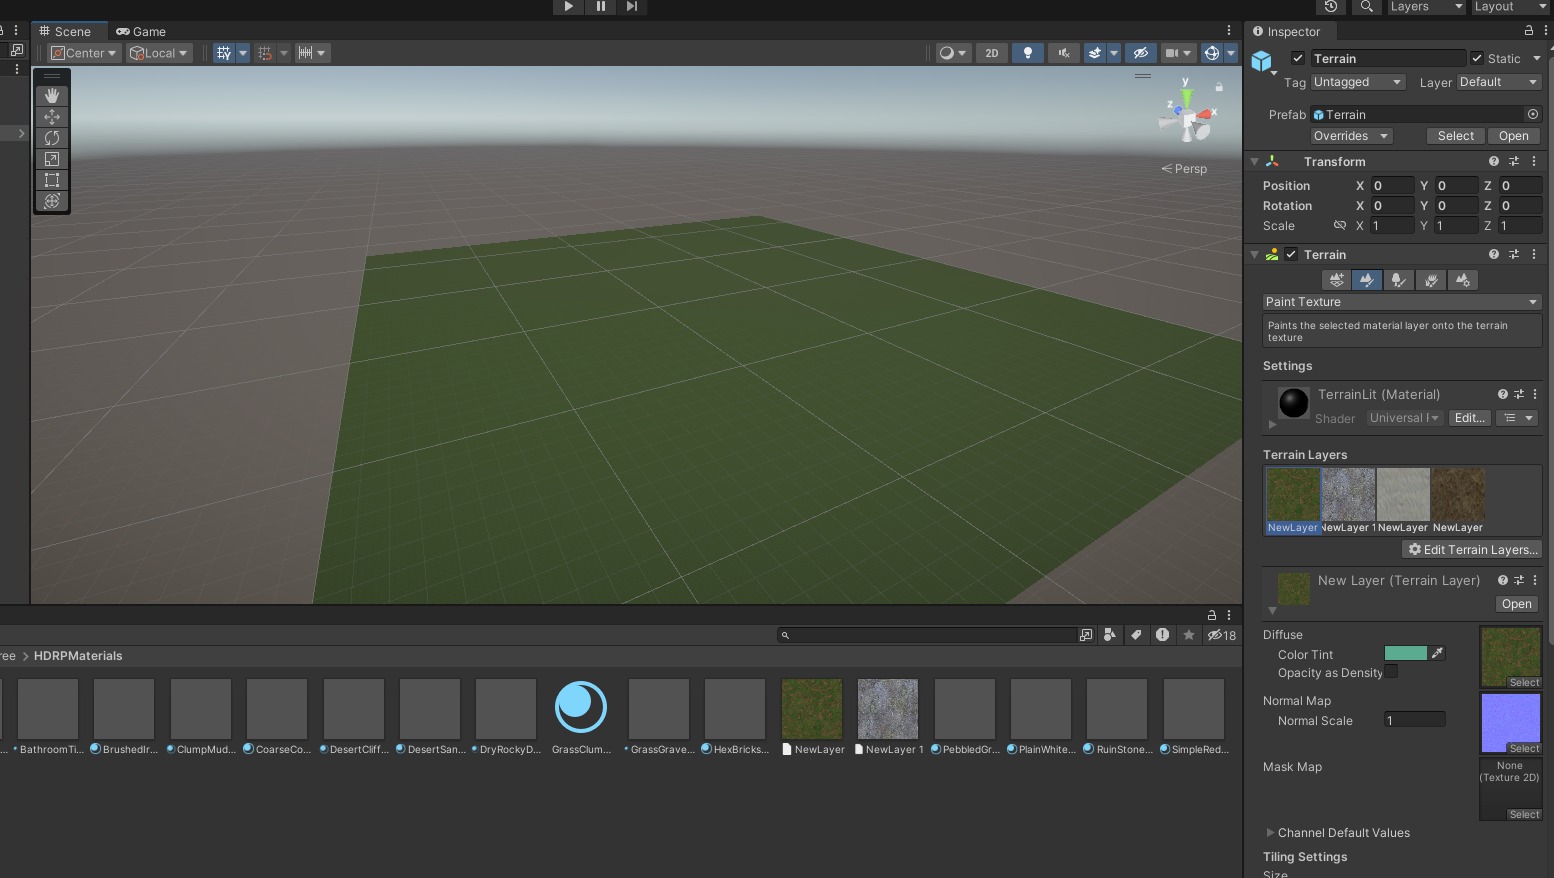 Layers
Layout
Scene
Game
Inspector
Center
Local
2D
Terrain
Static
Tag
Untagged
Layer
Default
y
z
x
Persp
Prefab
Terrain
Overrides
Select
Open
Transform
Position
X
0
Y
0
Z
0
Rotation
X
0
Y
0
Z
0
Scale
X
1
Y
1
Z
1
Terrain
Paint Texture
Paints the selected material layer onto the terrain
texture
Settings
TerrainLit (Material)
Shader
Universal
Edit...
Terrain Layers
NewLayer
NewLayer 1
NewLayer
NewLayer
Edit Terrain Layers...
New Layer (Terrain Layer)
Open
Diffuse
Color Tint
Opacity as Density
Select
Normal Map
Normal Scale
1
Select
Mask Map
None
(Texture 2D)
Select
Channel Default Values
Tiling Settings
Size
18
ree > HDRPMaterials
...
BathroomTi...
BrushedIr...
ClumpMud...
CoarseCo...
DesertCliff...
DesertSan...
DryRockyD...
GrassClum...
GrassGrave...
HexBricks...
NewLayer
NewLayer 1
PebbledGr...
PlainWhite...
RuinStone...
SimpleRed...